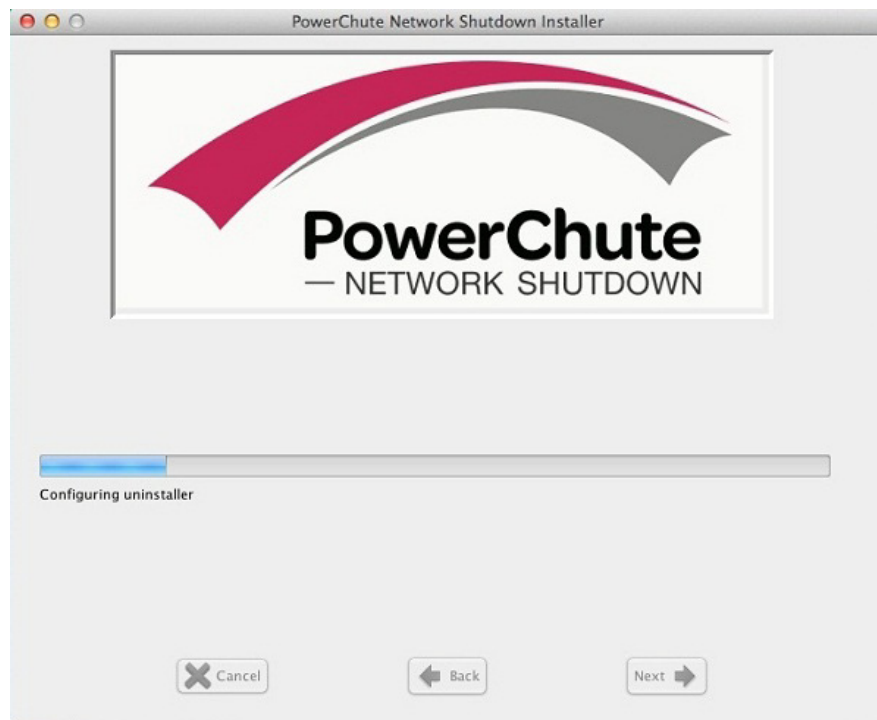 PowerChute Network Shutdown Installer
PowerChute
— NETWORK SHUTDOWN
Configuring uninstaller
Cancel
Back
Next